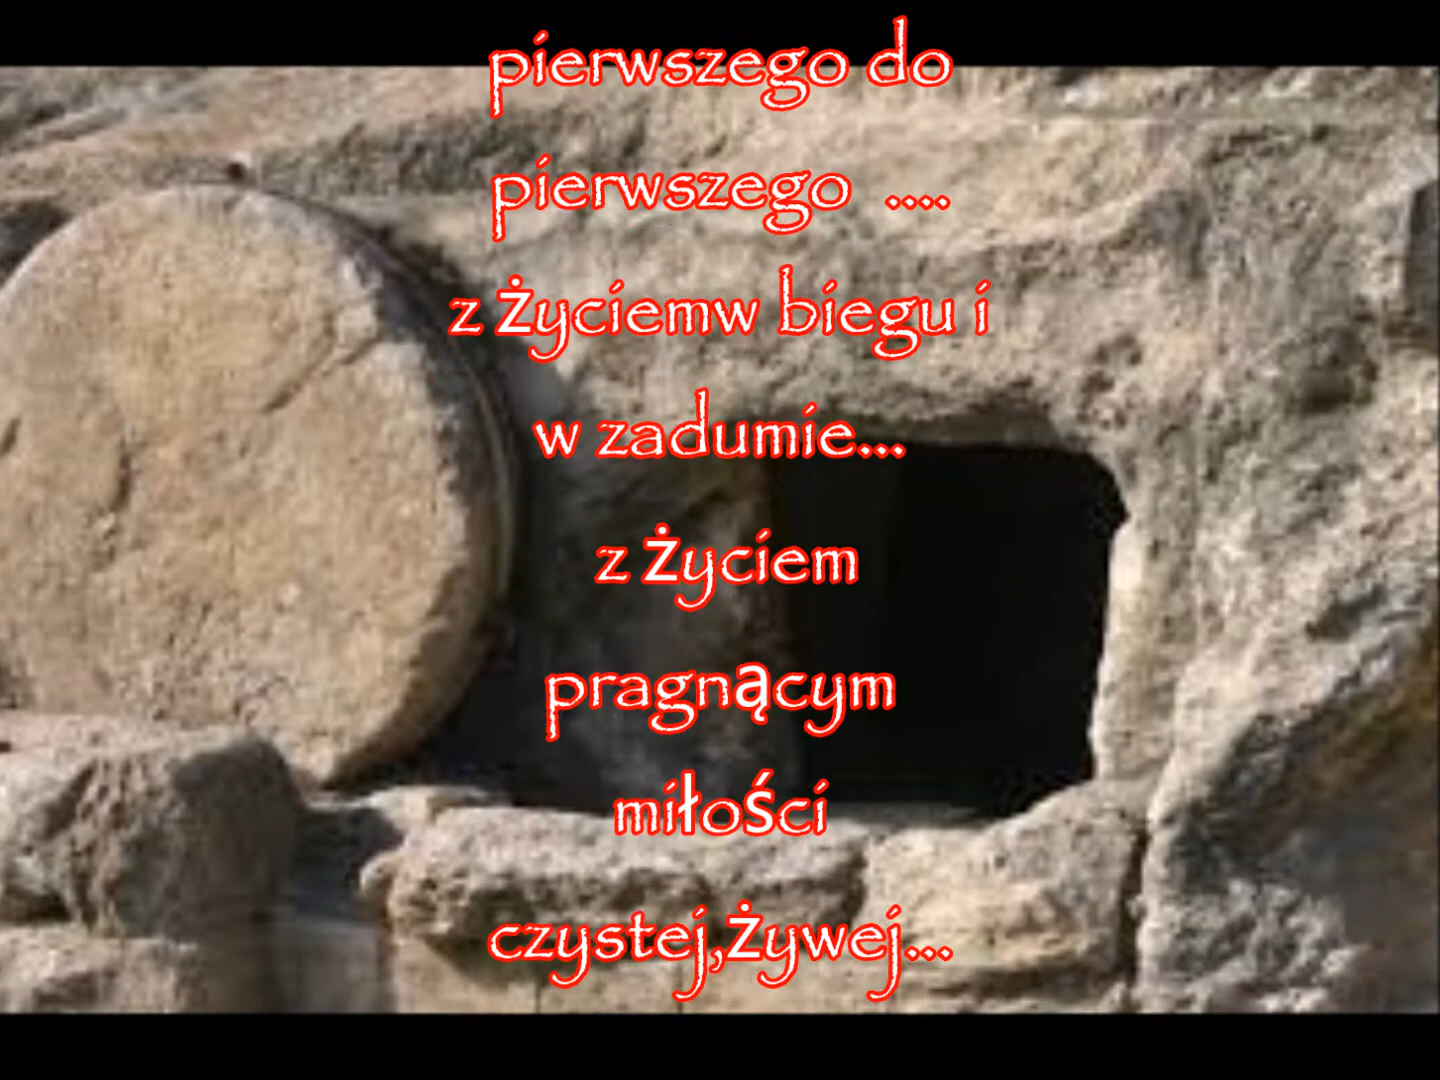 pierwszego do
pierwszego ....
z życiemw biegu i
w zadumie...
z życiem
pragnącym
miłości
czystej,żywej...